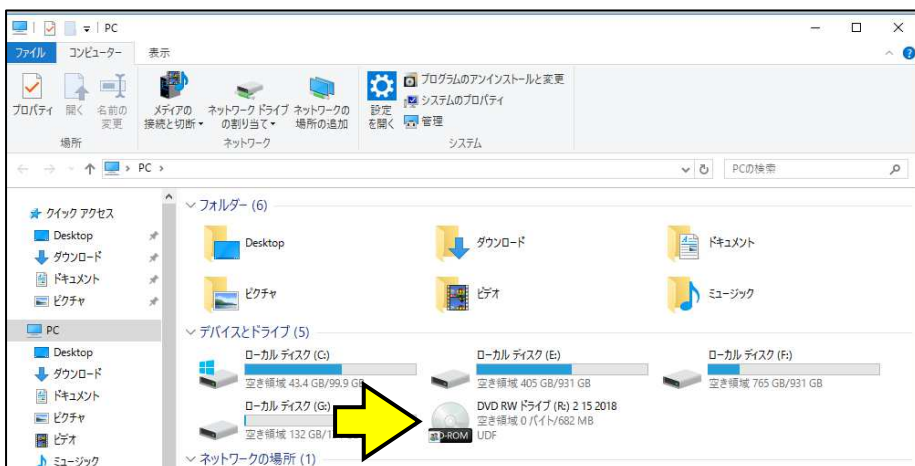 PC
ファイル コンピューター 表示
プロパティ 開く 名前の変更 メディアの接続と切断 ネットワーク ドライブの割り当て ネットワークの場所の追加 設定を開く プログラムのアンインストールと変更
システムのプロパティ
管理
場所 ネットワーク システム
PC PCの検索
クイック アクセス
Desktop
ダウンロード
ドキュメント
ピクチャ
PC
Desktop
ダウンロード
ドキュメント
ピクチャ
ビデオ
ミュージック
フォルダー (6)
Desktop ダウンロード ドキュメント
ピクチャ ビデオ ミュージック
デバイスとドライブ (5)
ローカル ディスク (C:) ローカル ディスク (E:) ローカル ディスク (F:)
空き領域 43.4 GB/99.9 GB 空き領域 405 GB/931 GB 空き領域 765 GB/931 GB
ローカル ディスク (G:) DVD RW ドライブ (R:) 2 15 2018
空き領域 132 GB/ 空き領域 0 バイト/682 MB
D-ROM UDF
ネットワークの場所 (1)